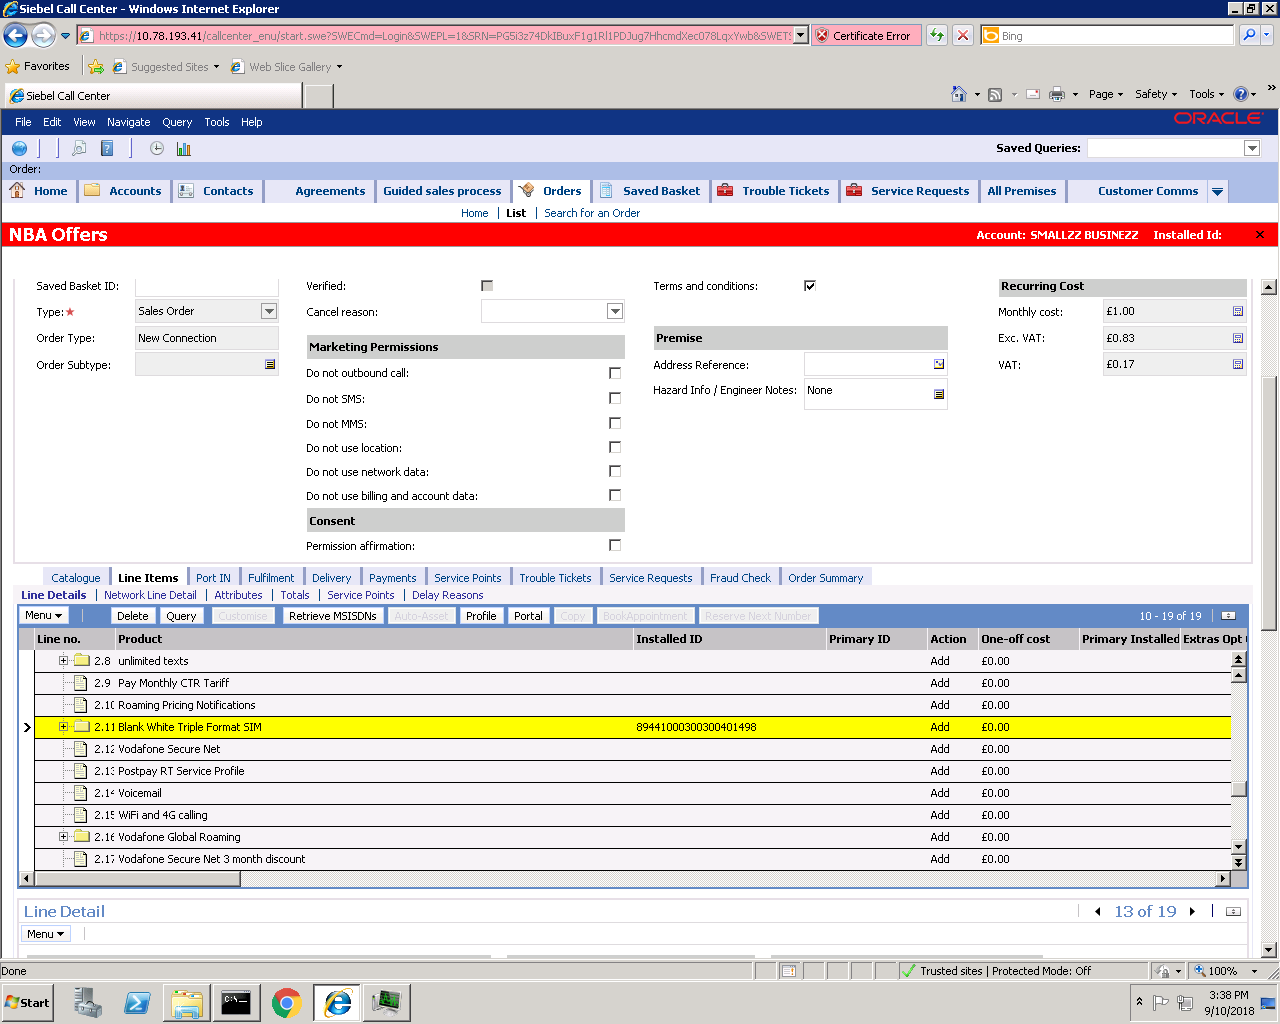 Siebel Call Center - Windows Internet Explorer
https://10.78.193.41/callcenter_enu/start.swe?SWECmd=Login&SWEPL=1&SRN=
Certificate Error
Bing
Favorites
Suggested Sites
Web Slice Gallery
Siebel Call Center
Page
Safety
Tools
»
File Edit View Navigate Query Tools Help
ORACLE
Saved Queries:
Order:
Home
Accounts
Contacts
Agreements
Guided sales process
Orders
Saved Basket
Trouble Tickets
Service Requests
All Premises
Customer Comms
Home | List | Search for an Order
NBA Offers
Account: SMALLZZ BUSINEZZ Installed Id:
Saved Basket ID:
Verified:
Terms and conditions:
Recurring Cost
Type:★ Sales Order
Cancel reason:
Monthly cost: £1.00
Order Type: New Connection
Premise
Exc. VAT: £0.83
Marketing Permissions
Order Subtype:
Address Reference:
VAT: £0.17
Do not outbound call:
Hazard Info / Engineer Notes: None
Do not SMS:
Do not MMS:
Do not use location:
Do not use network data:
Do not use billing and account data:
Consent
Permission affirmation:
Catalogue Line Items Port IN Fulfilment Delivery Payments Service Points Trouble Tickets Service Requests Fraud Check Order Summary
Line Details Network Line Detail Attributes Totals Service Points Delay Reasons
Menu Delete Query Customise Retrieve MSISDNs Auto-Asset Profile Portal Copy BookAppointment Reserve Next Number 10 - 19 of 19
Line no. Product Installed ID Primary ID Action One-off cost Primary Installed Extras Opt
2.8 unlimited texts Add £0.00
2.9 Pay Monthly CTR Tariff Add £0.00
2.10 Roaming Pricing Notifications Add £0.00
2.11 Blank White Triple Format SIM 89441000300300401498 Add £0.00
2.12 Vodafone Secure Net Add £0.00
2.13 Postpay RT Service Profile Add £0.00
2.14 Voicemail Add £0.00
2.15 WiFi and 4G calling Add £0.00
2.16 Vodafone Global Roaming Add £0.00
2.17 Vodafone Secure Net 3 month discount Add £0.00
Line Detail
13 of 19
Menu
Done
Trusted sites | Protected Mode: Off
100%
Start
3:38 PM
9/10/2018